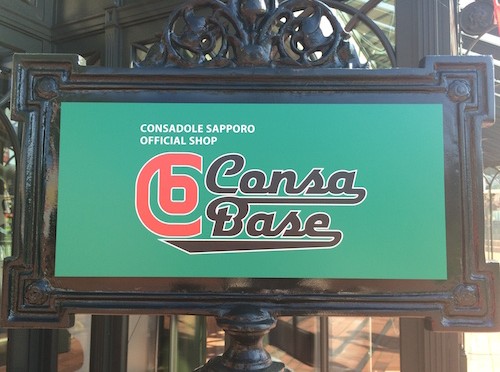 CONSADOLE SAPPORO
OFFICIAL SHOP
Consa
Base